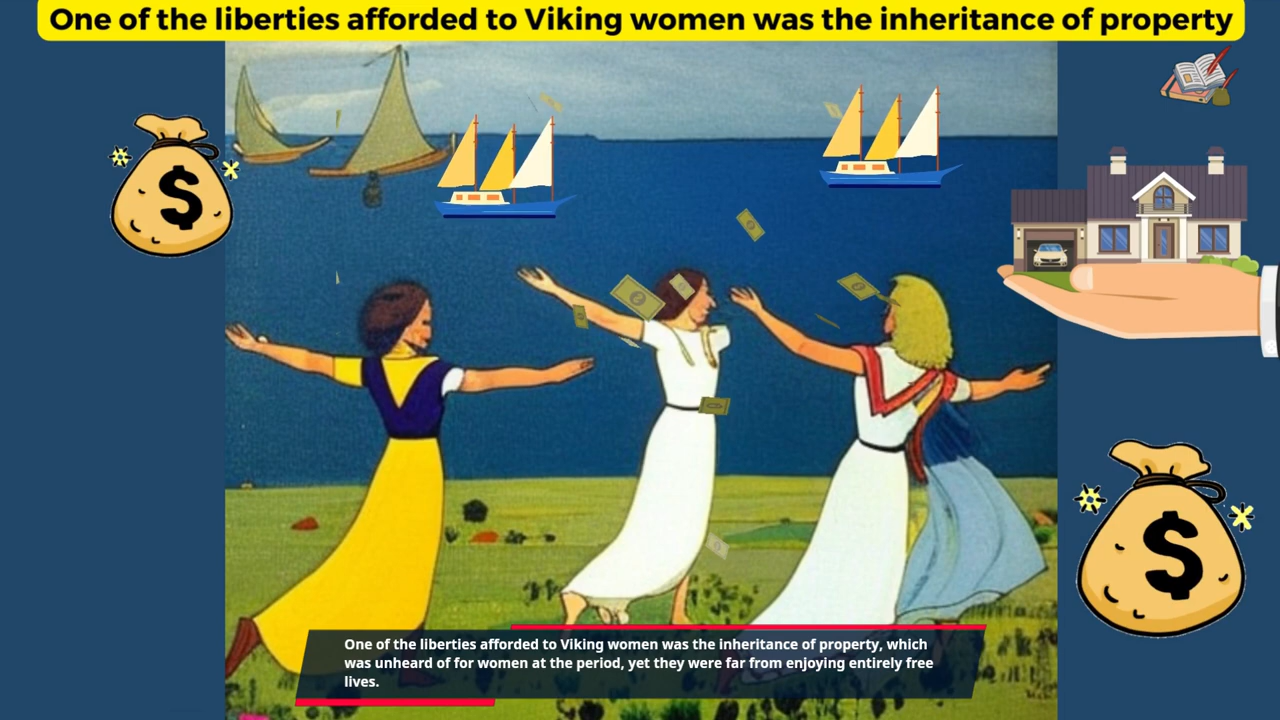 One of the liberties afforded to Viking women was the inheritance of property
$
$
One of the liberties afforded to Viking women was the inheritance of property, which
was unheard of for women at the period, yet they were far from enjoying entirely free
lives.